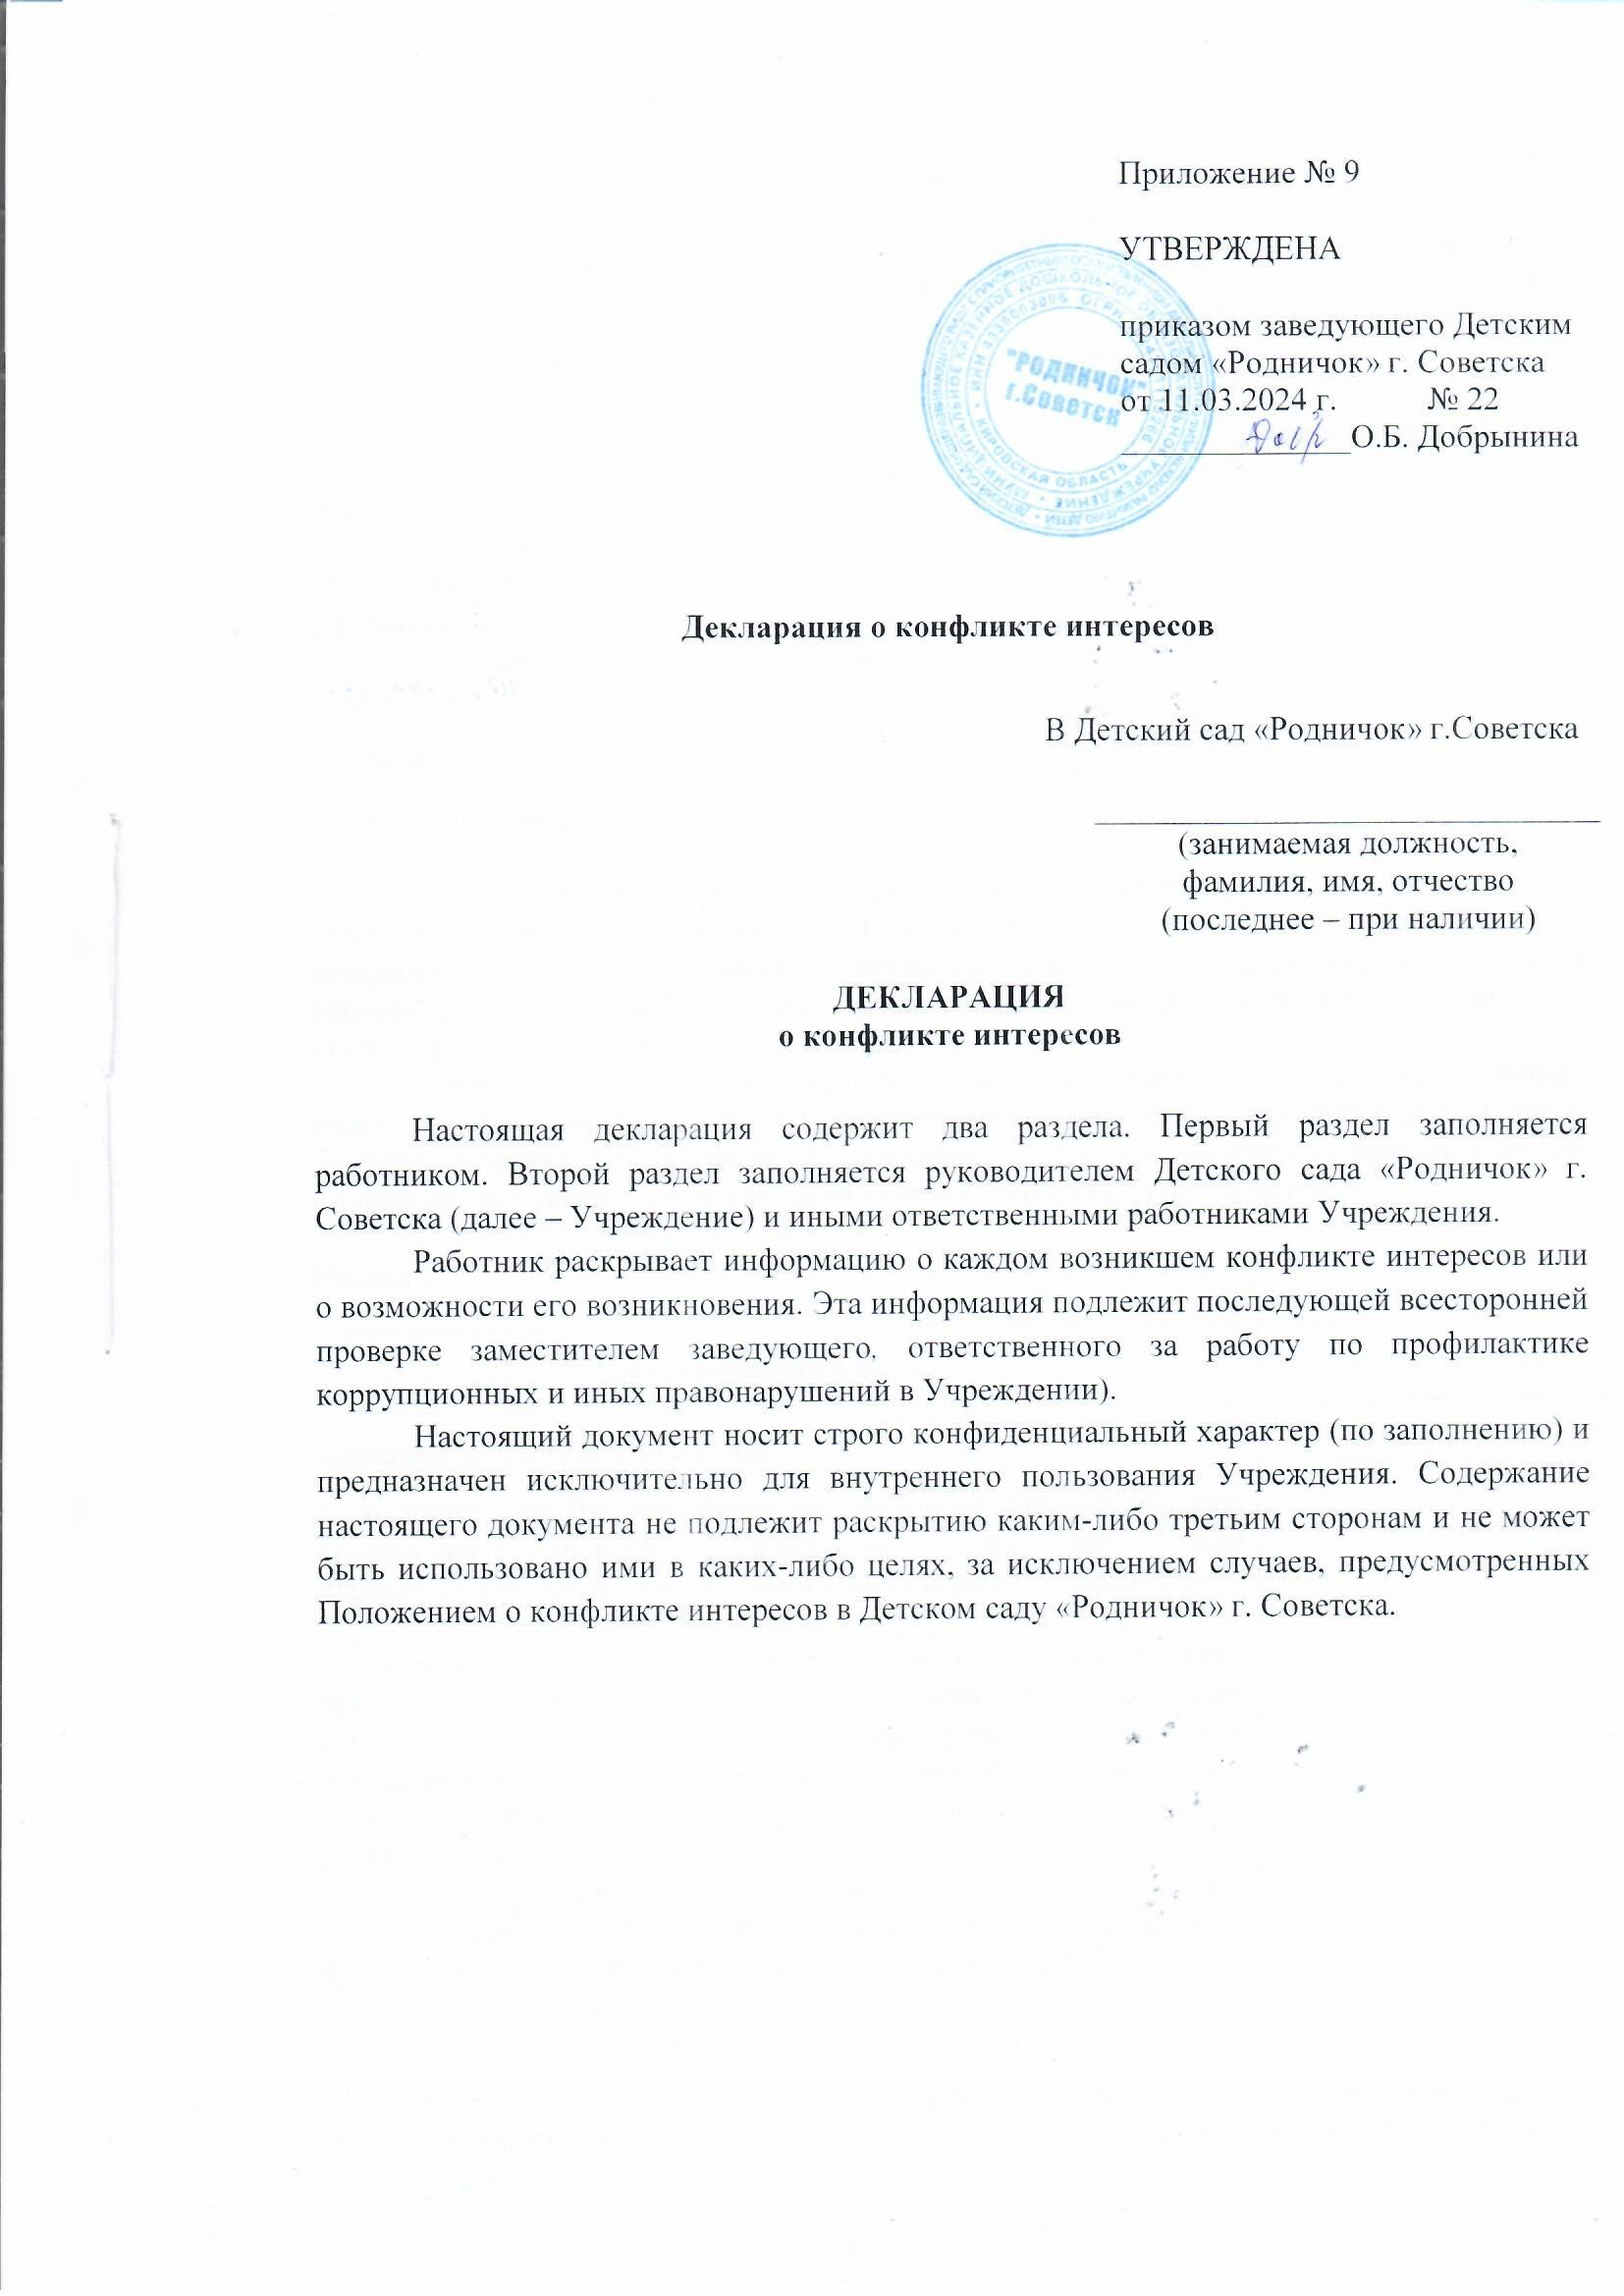 Приложение № 9
УТВЕРЖДЕНА
приказом заведующего Детским
садом «Родничок» г. Советска
от 11.03.2024 г. № 22
О.Б. Добрынина
"РОДНИЧОК"
г.Советск
КИРОВСКАЯ ОБЛАСТЬ
Декларация о конфликте интересов
В Детский сад «Родничок» г.Советска
(занимаемая должность,
фамилия, имя, отчество
(последнее – при наличии)
ДЕКЛАРАЦИЯ
о конфликте интересов
Настоящая декларация содержит два раздела. Первый раздел заполняется
работником. Второй раздел заполняется руководителем Детского сада «Родничок» г.
Советска (далее – Учреждение) и иными ответственными работниками Учреждения.
Работник раскрывает информацию о каждом возникшем конфликте интересов или
о возможности его возникновения. Эта информация подлежит последующей всесторонней
проверке заместителем заведующего, ответственного за работу по профилактике
коррупционных и иных правонарушений в Учреждении).
Настоящий документ носит строго конфиденциальный характер (по заполнению) и
предназначен исключительно для внутреннего пользования Учреждения. Содержание
настоящего документа не подлежит раскрытию каким-либо третьим сторонам и не может
быть использовано ими в каких-либо целях, за исключением случаев, предусмотренных
Положением о конфликте интересов в Детском саду «Родничок» г. Советска.